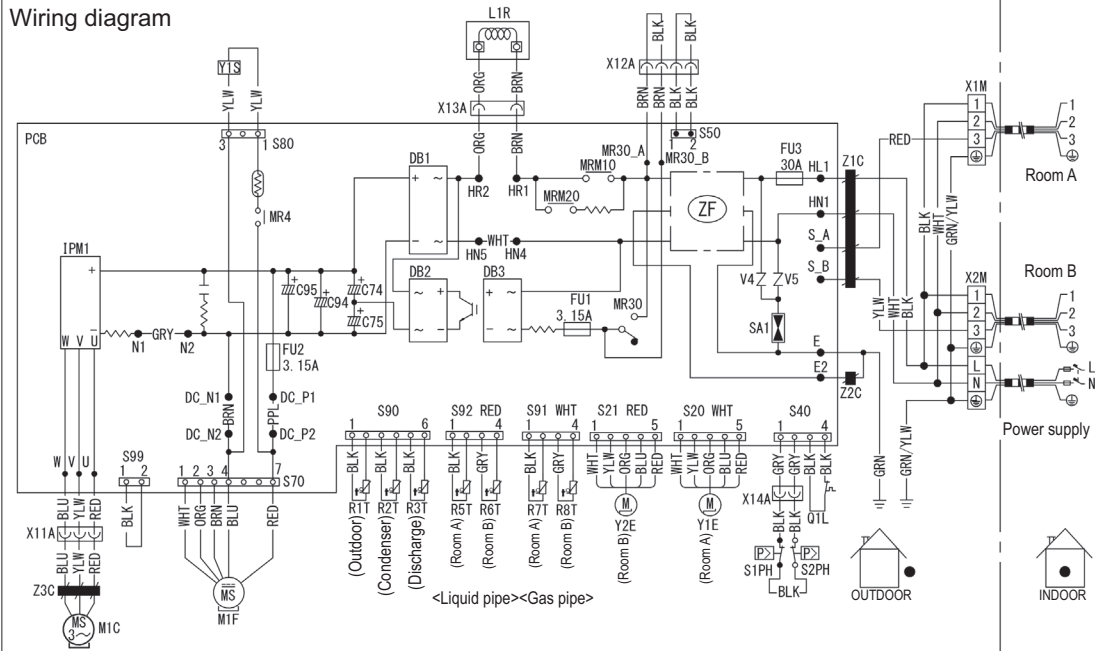 Wiring diagram
L1R
ORG BRN
X13A
ORG BRN
BLK BLK
X12A
BRN BRN BLK BLK
Y1S
YLW YLW
3 1 S80
PCB
MR4
DB1
+ ~
- ~
HR2 HR1
MRM10
MRM20
MR30_A MR30_B
1 2 S50
ZF
FU3
30A
HL1
Z1C
HN1
S_A
S_B
HN5 WHT HN4
DB2
~ +
~ -
DB3
~ +
~ -
FU1
3.15A
MR30
V4 V5
SA1
E
E2
Z2C
IPM1
+
-
W V U
N1 GRY N2
C95
C94
C74
C75
FU2
3.15A
DC_N1 DC_P1
BRN PPL
DC_N2 DC_P2
W V U
BLU YLW RED
X11A
BLU YLW RED
Z3C
MS
3~
M1C
S99
1 2
BLK
1 2 3 4 7
S70
WHT ORG BRN BLU RED
MS
M1F
S90
1 6
BLK BLK BLK
R1T R2T R3T
(Outdoor) (Condenser) (Discharge)
S92 RED
1 4
BLK GRY
R5T R6T
(Room A) (Room B)
S91 WHT
1 4
BLK GRY
R7T R8T
(Room A) (Room B)
<Liquid pipe><Gas pipe>
S21 RED
1 5
WHT YLW ORG BLU RED
M
Y2E
(Room B)
S20 WHT
1 5
WHT YLW ORG BLU RED
M
Y1E
(Room A)
S40
1 4
GRY GRY BLK BLK
X14A
Q1L
BLK BLK
P> P>
S1PH S2PH
BLK
RED
YLW WHT BLK
BLK WHT GRN/YLW
GRN GRN/YLW
X1M
1
2
3
1
2
3
Room A
X2M
1
2
3
1
2
3
Room B
L
N
L
N
Power supply
OUTDOOR
INDOOR